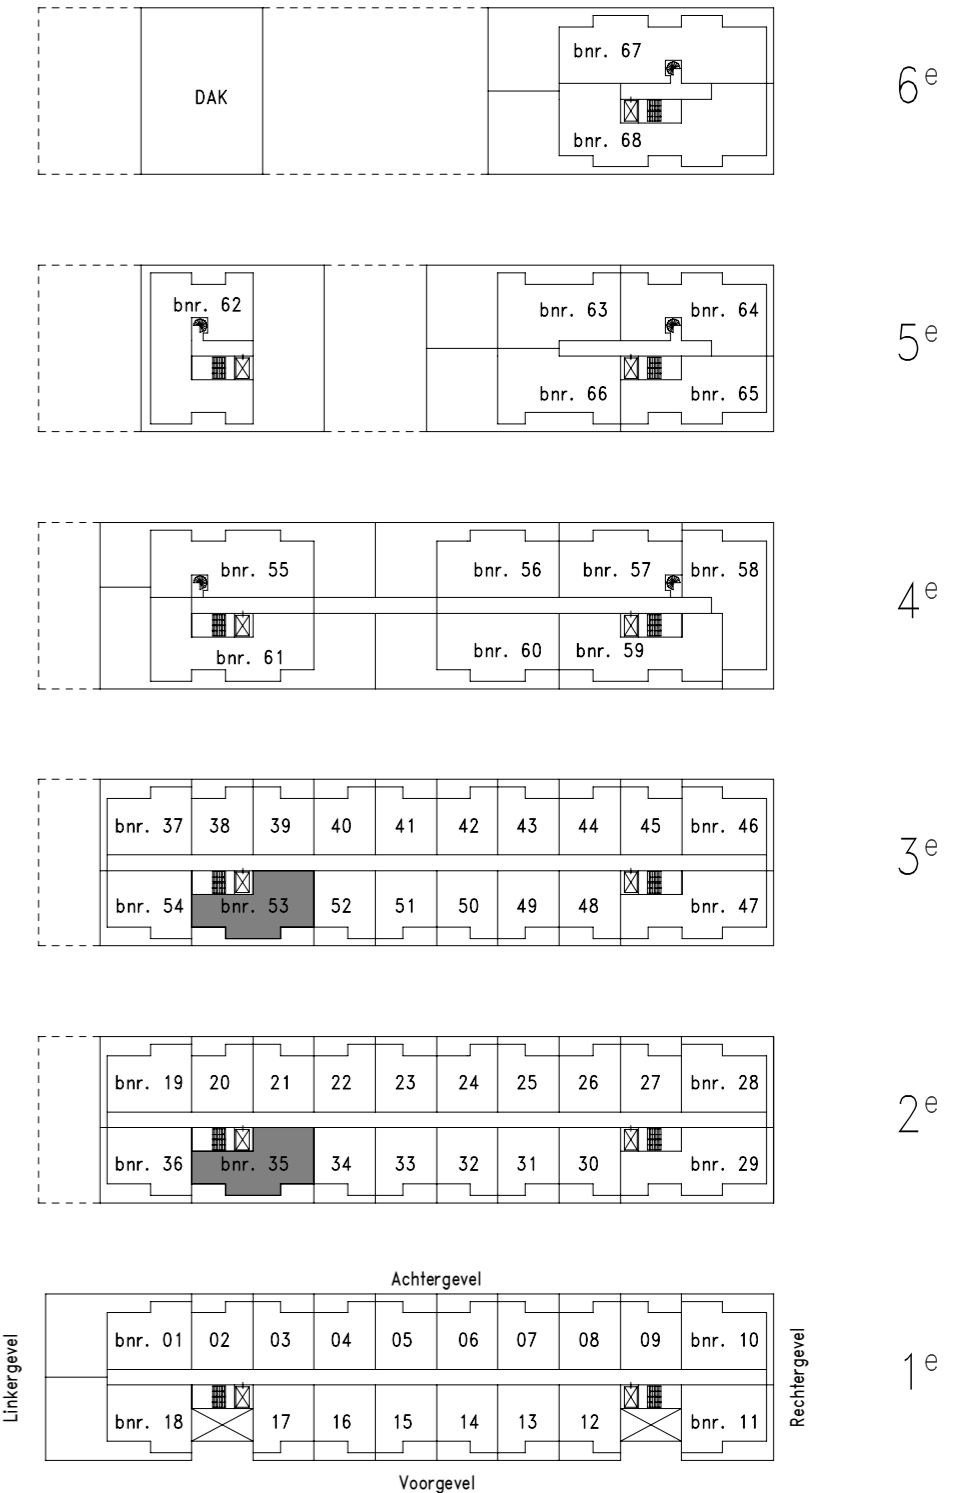 bnr. 67
6e
DAK
bnr. 68
bnr. 62
bnr. 63
bnr. 64
5e
bnr. 66
bnr. 65
bnr. 55
bnr. 56
bnr. 57
bnr. 58
4e
bnr. 61
bnr. 60
bnr. 59
bnr. 37 38 39 40 41 42 43 44 45 bnr. 46
3e
bnr. 54 bnr. 53 52 51 50 49 48 bnr. 47
bnr. 19 20 21 22 23 24 25 26 27 bnr. 28
2e
bnr. 36 bnr. 35 34 33 32 31 30 bnr. 29
Achtergevel
bnr. 01 02 03 04 05 06 07 08 09 bnr. 10
Linkergevel
Rechtergevel
1e
bnr. 18 17 16 15 14 13 12 bnr. 11
Voorgevel